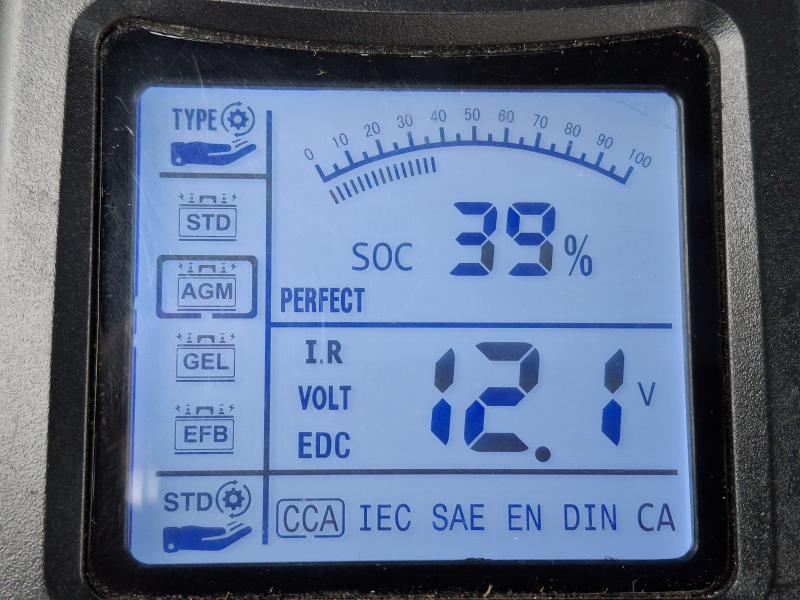 TYPE
0 10 20 30 40 50 60 70 80 90 100
STD
SOC 39%
AGM
PERFECT
I.R
GEL
VOLT 12.1 V
EFB
EDC
STD
CCA IEC SAE EN DIN CA